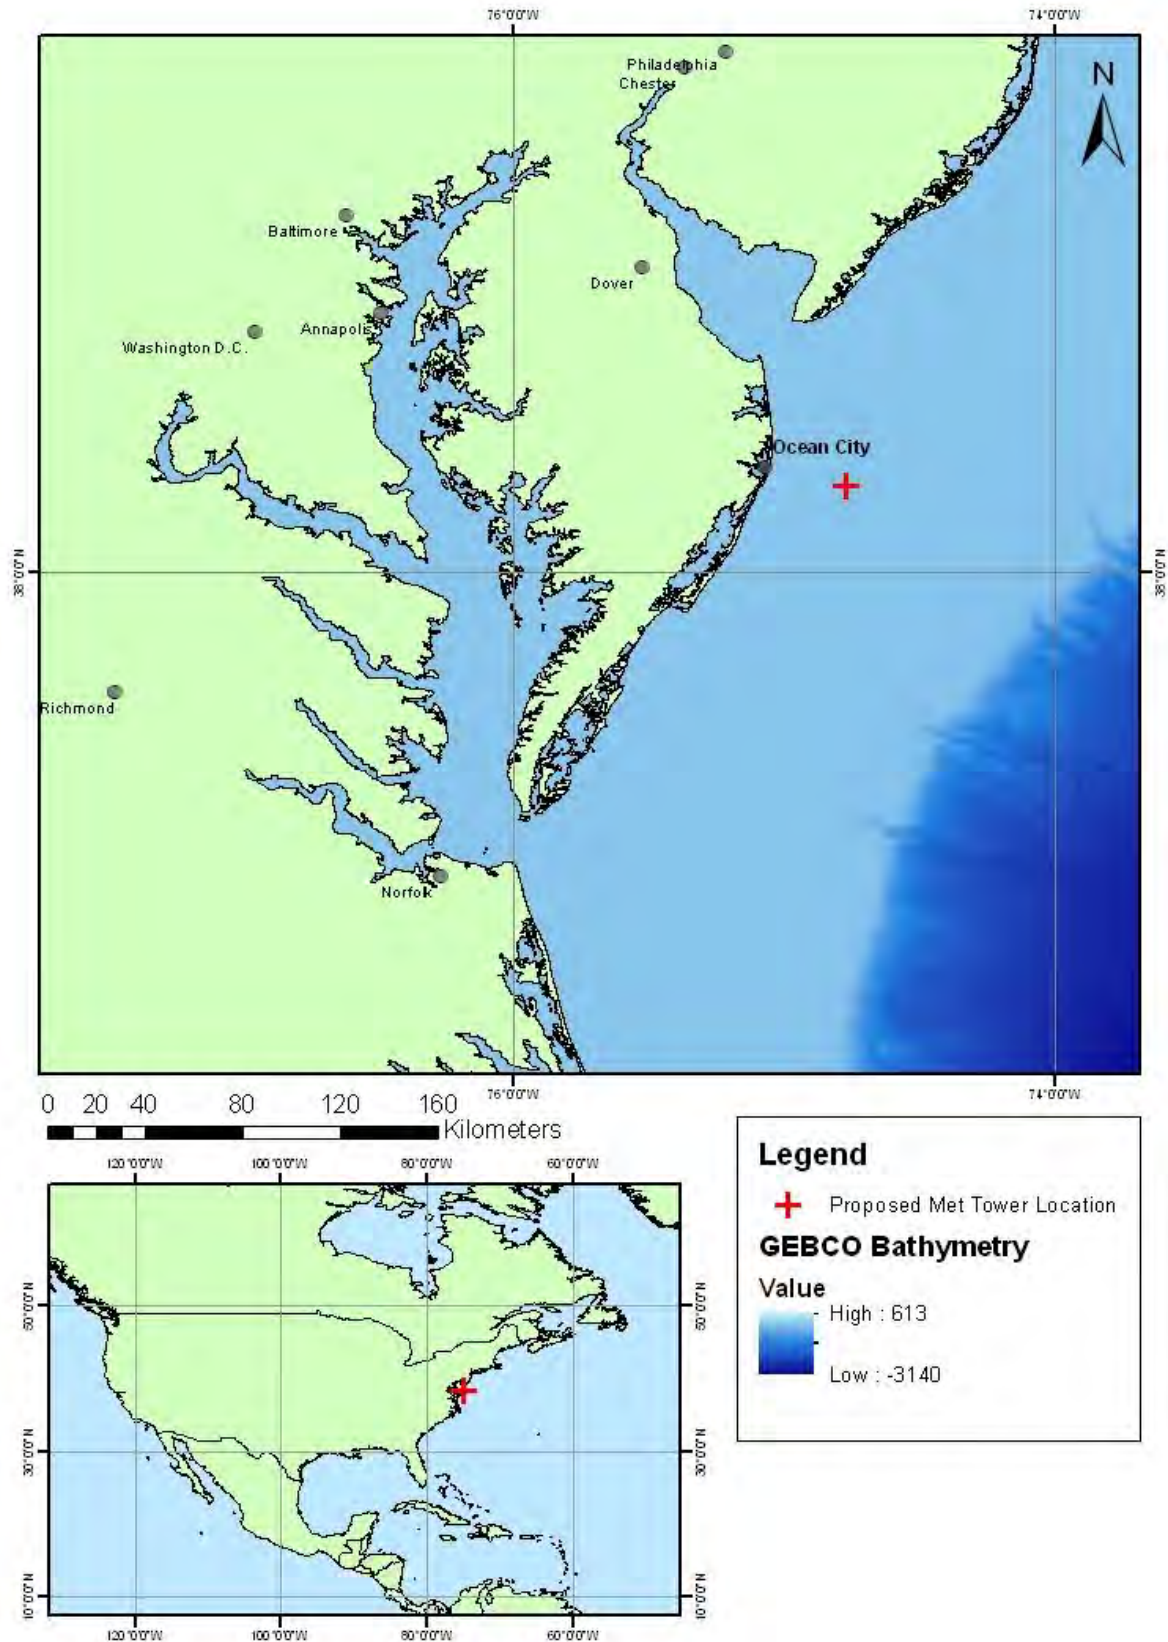 76°0'0"W 74°0'0"W
N
Philadelphia
Chester
Baltimore
Dover
Annapolis
Washington D.C.
Ocean City
38°0'0"N 38°0'0"N
Richmond
Norfolk
76°0'0"W 74°0'0"W
0 20 40 80 120 160
Kilometers
120°0'0"W 100°0'0"W 80°0'0"W 60°0'0"W
Legend
Proposed Met Tower Location
GEBCO Bathymetry
Value
High : 613
Low : -3140
50°0'0"N 50°0'0"N
30°0'0"N 30°0'0"N
10°0'0"N 10°0'0"N
120°0'0"W 100°0'0"W 80°0'0"W 60°0'0"W